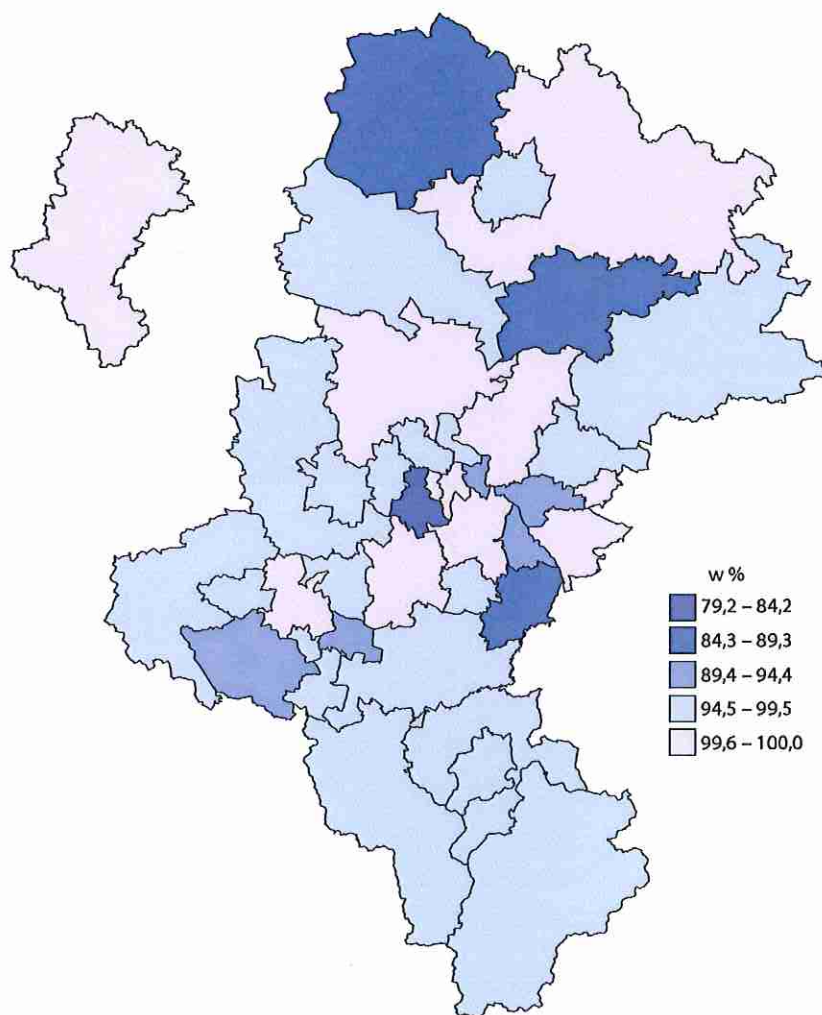 w %
79,2 – 84,2
84,3 – 89,3
89,4 – 94,4
94,5 – 99,5
99,6 – 100,0